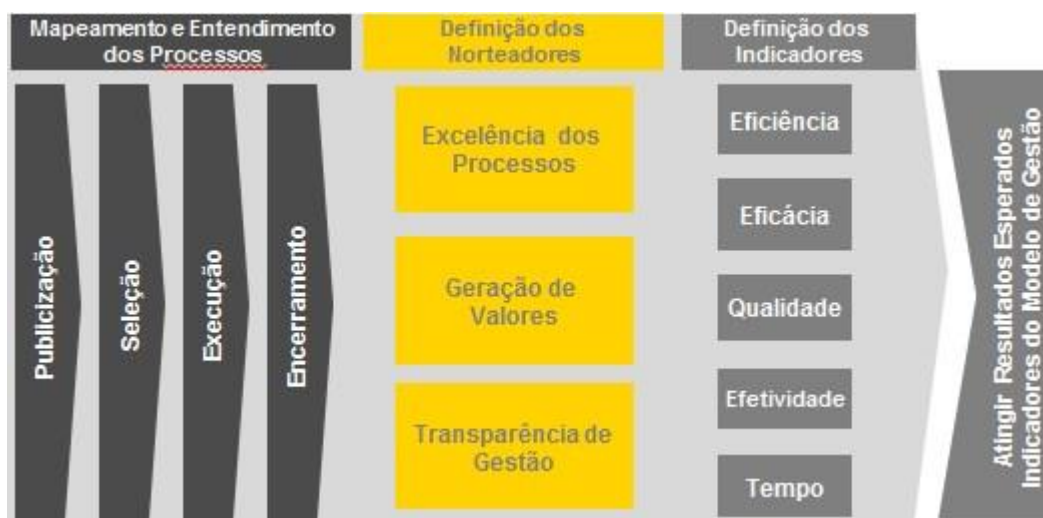 Mapeamento e Entendimento
dos Processos
Publicização
Seleção
Execução
Encerramento
Definição dos
Norteadores
Excelência dos
Processos
Geração de
Valores
Transparência de
Gestão
Definição dos
Indicadores
Eficiência
Eficácia
Qualidade
Efetividade
Tempo
Atingir Resultados Esperados
Indicadores do Modelo de Gestão